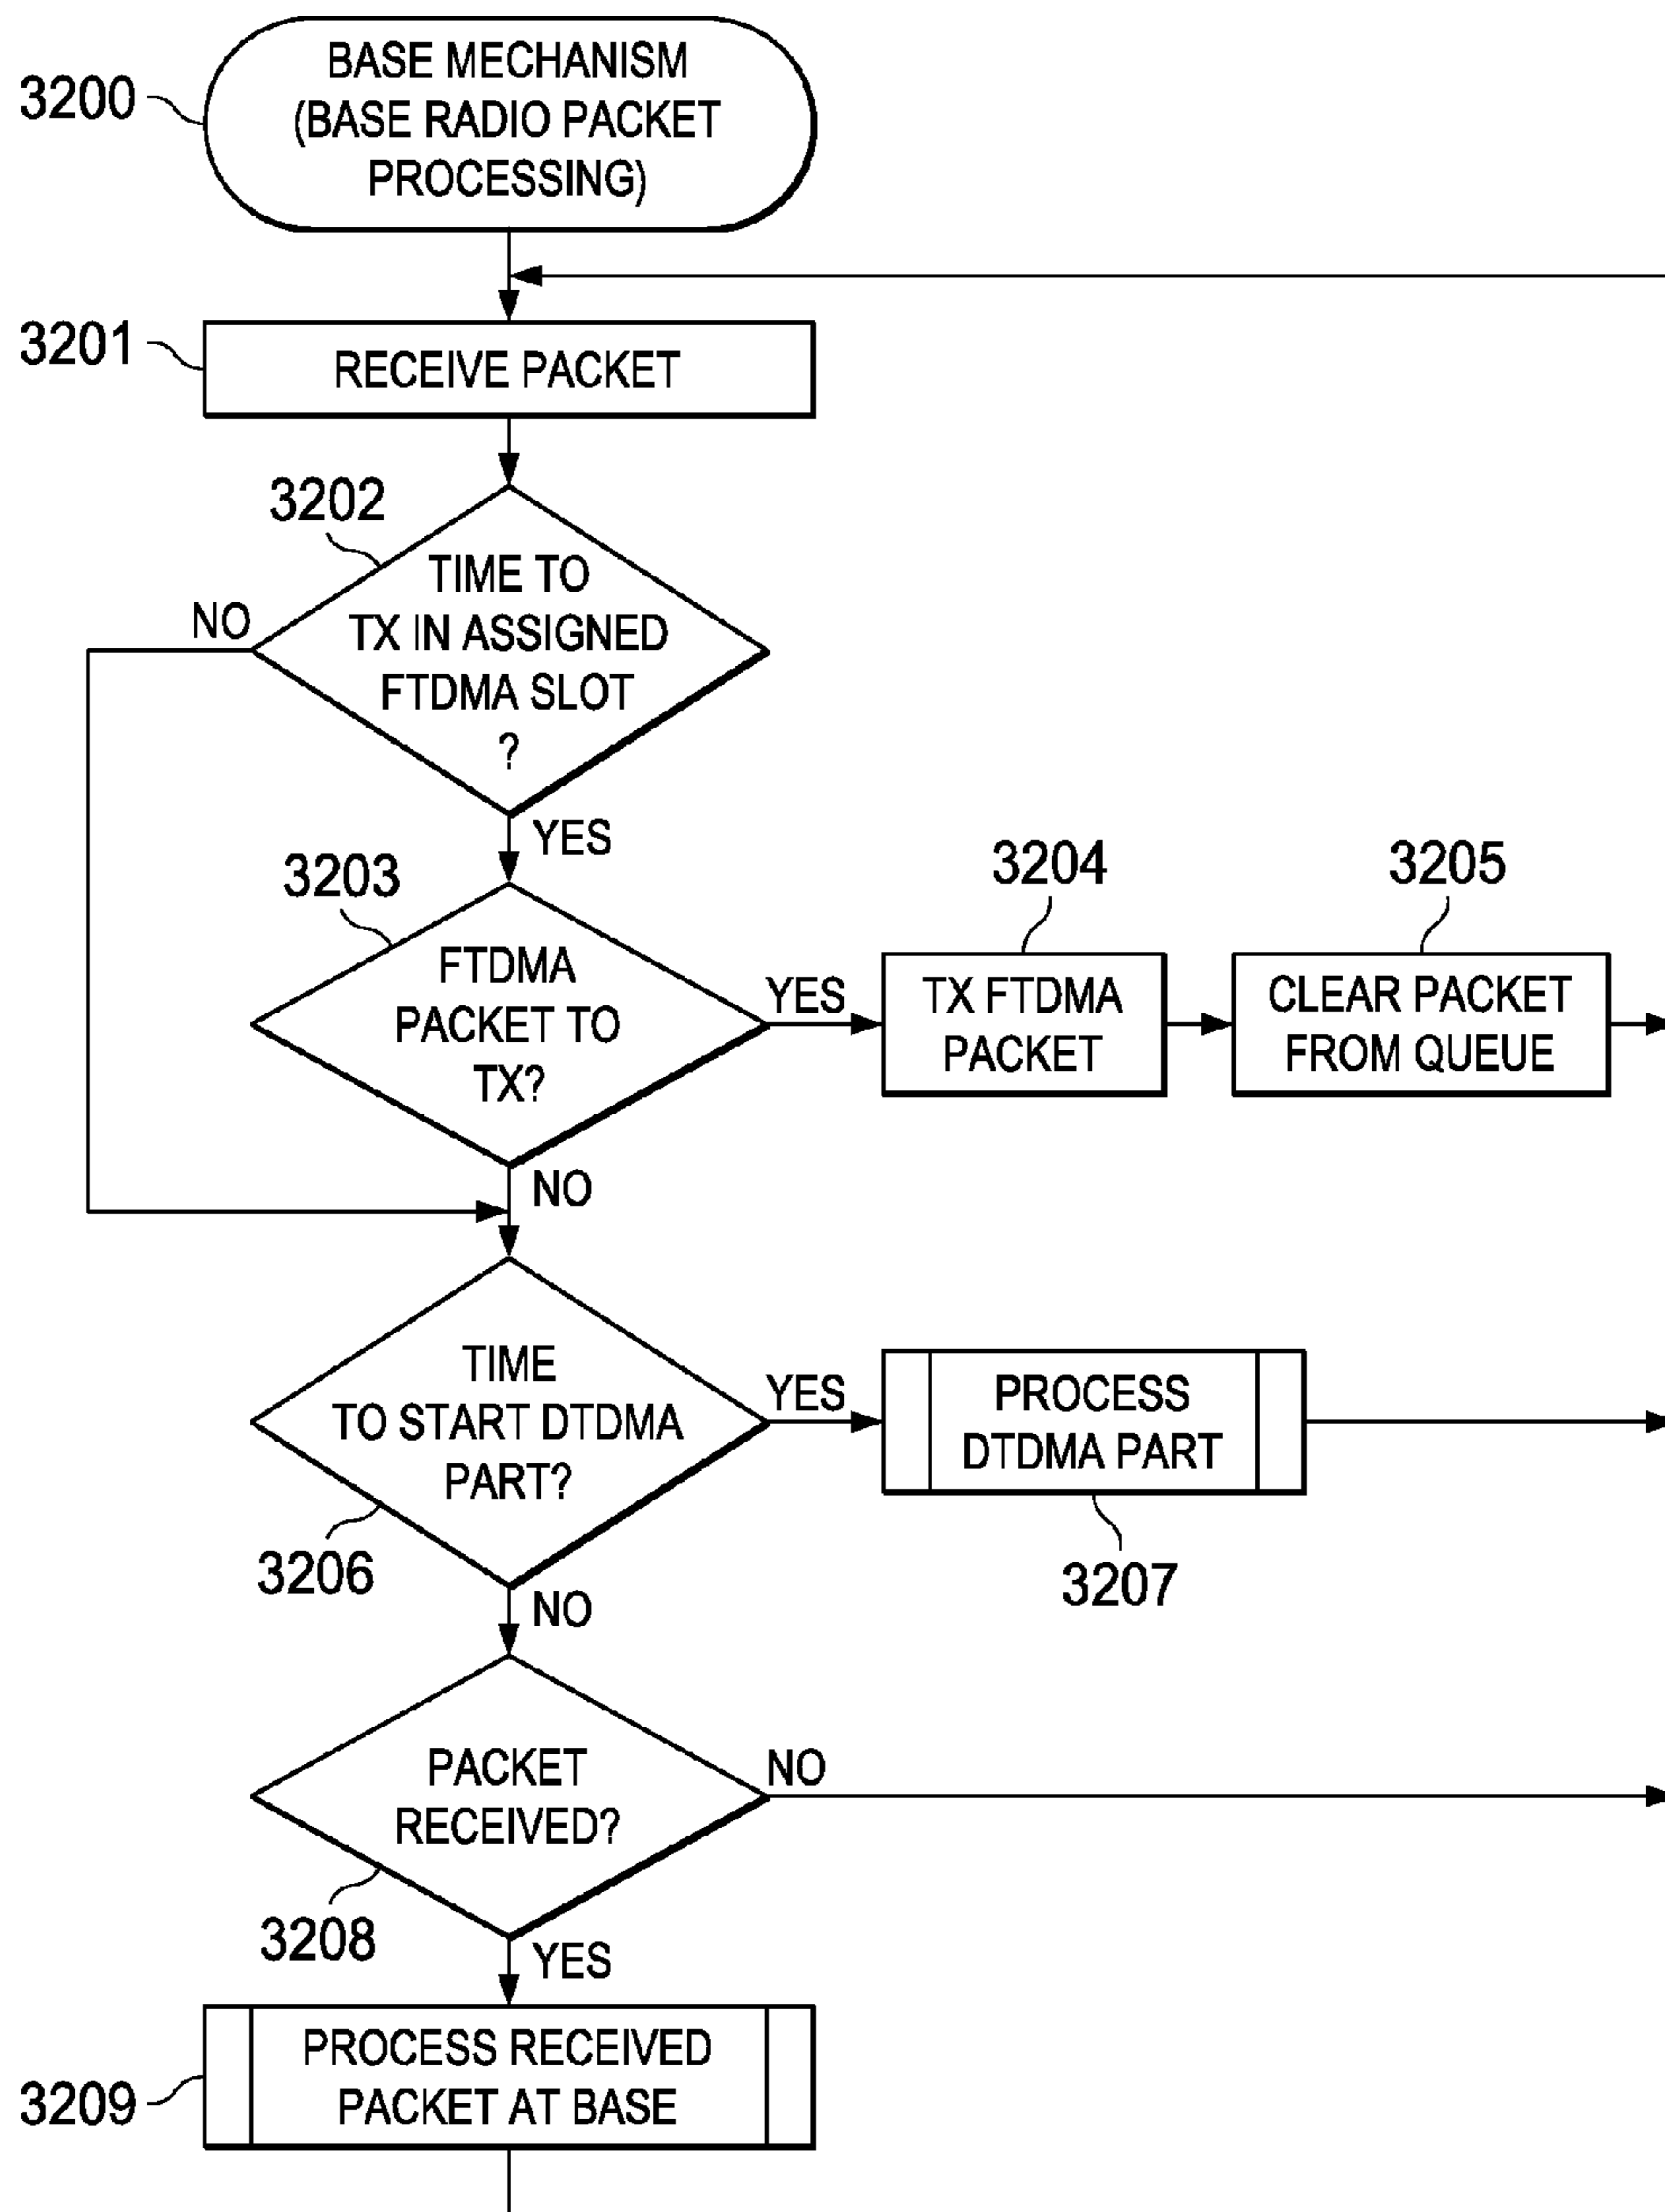 BASE MECHANISM
(BASE RADIO PACKET
PROCESSING)
3200
3201
RECEIVE PACKET
3202
TIME TO
TX IN ASSIGNED
FTDMA SLOT
?
NO
YES
3203
FTDMA
PACKET TO
TX?
YES
NO
3204
TX FTDMA
PACKET
3205
CLEAR PACKET
FROM QUEUE
TIME
TO START DTDMA
PART?
3206
YES
NO
PROCESS
DTDMA PART
3207
PACKET
RECEIVED?
3208
NO
YES
PROCESS RECEIVED
PACKET AT BASE
3209